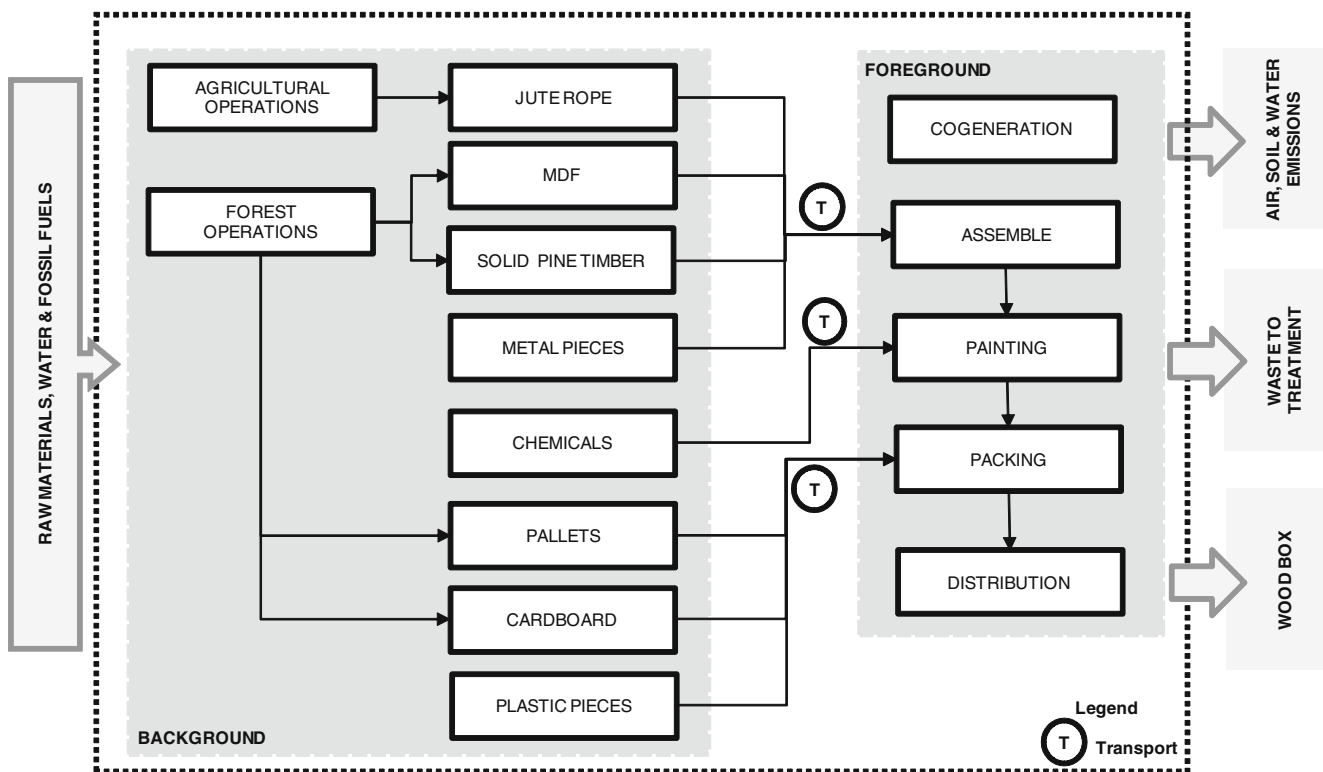 RAW MATERIALS, WATER & FOSSIL FUELS
AGRICULTURAL
OPERATIONS
FOREST
OPERATIONS
JUTE ROPE
MDF
SOLID PINE TIMBER
METAL PIECES
CHEMICALS
PALLETS
CARDBOARD
PLASTIC PIECES
BACKGROUND
T
T
T
FOREGROUND
COGENERATION
ASSEMBLE
PAINTING
PACKING
DISTRIBUTION
Legend
T Transport
AIR, SOIL & WATER
EMISSIONS
WASTE TO
TREATMENT
WOOD BOX